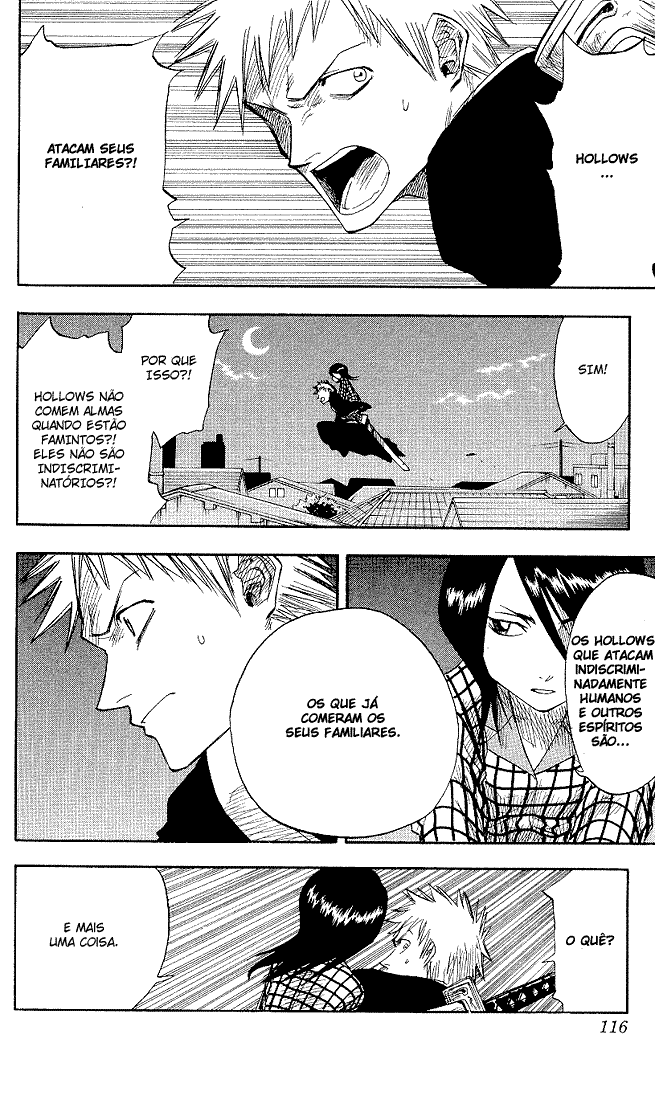 HOLLOWS
...
ATACAM SEUS
FAMILIARES?!
SIM!
POR QUE
ISSO?!
HOLLOWS NÃO
COMEM ALMAS
QUANDO ESTÃO
FAMINTOS?!
ELES NÃO SÃO
INDISCRIMI-
NATÓRIOS?!
OS HOLLOWS
QUE ATACAM
INDISCRIMI-
NADAMENTE
HUMANOS
E OUTROS
ESPÍRITOS
SÃO...
OS QUE JÁ
COMERAM OS
SEUS FAMILIARES.
O QUÊ?
E MAIS
UMA COISA.
116